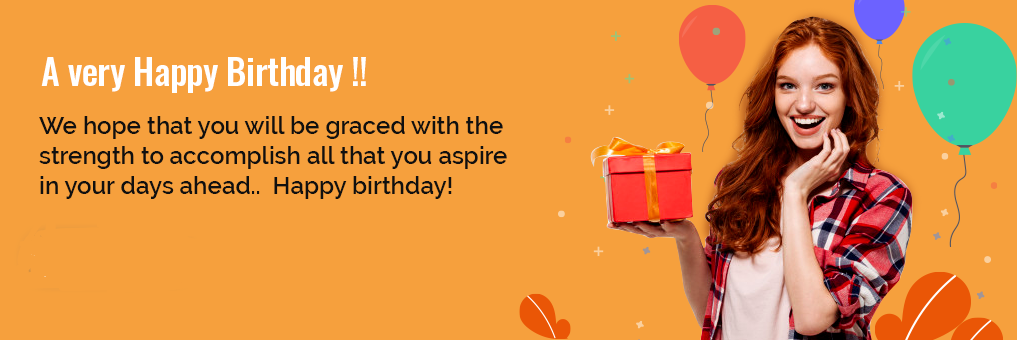 A very Happy Birthday !!
We hope that you will be graced with the
strength to accomplish all that you aspire
in your days ahead..  Happy birthday!